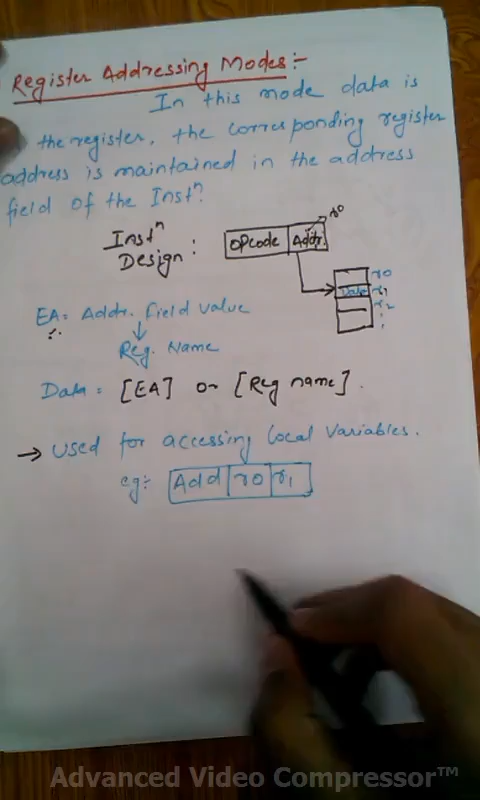 Register Addressing Modes:-
In this mode data is
the register, the corresponding register
address is maintained in the address
field of the Instn.
Instn Design :
opcode Addr. r0
r0
Data r1
r2
:
EA = Addr. field value
↓
Reg. Name
Data = [EA] or [Reg name].
→ Used for accessing Local Variables.
eg:- Add r0 r1
Advanced Video Compressor™